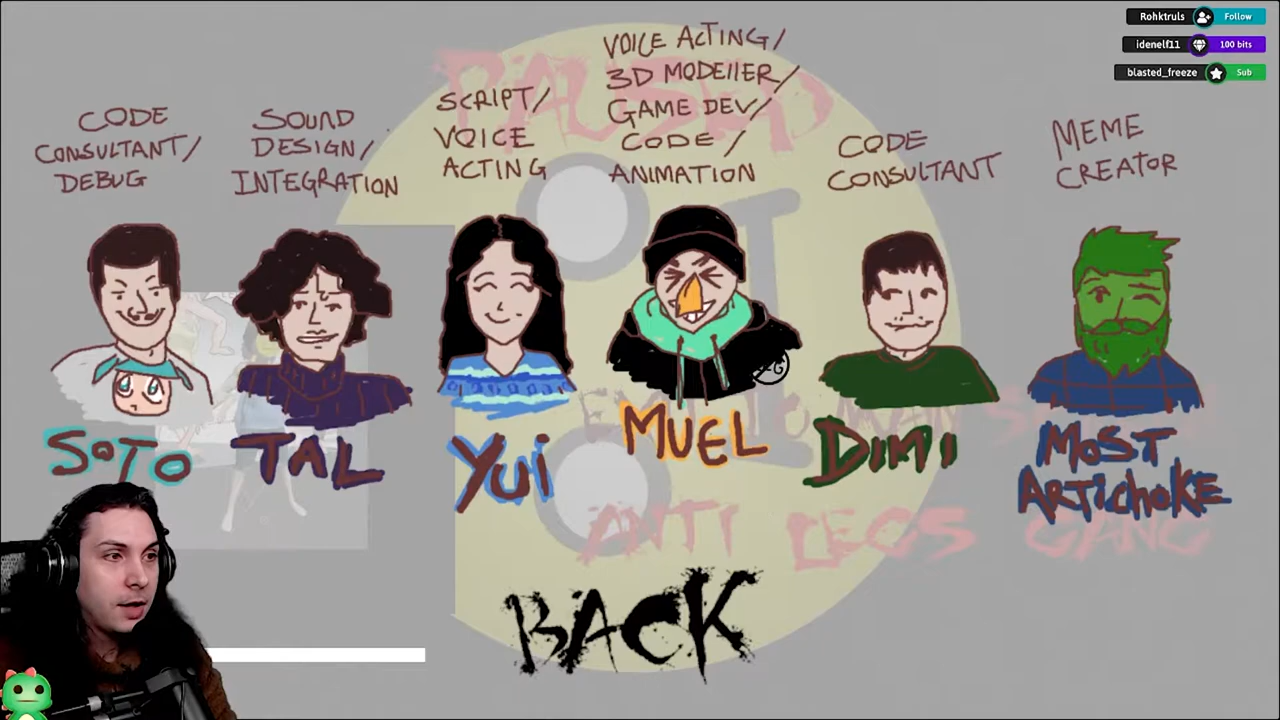 Rohktruls Follow
idenelf11 100 bits
blasted_freeze Sub
PAUSED
CODE
CONSULTANT/
DEBUG
SOUND
DESIGN/
INTEGRATION
SCRIPT/
VOICE
ACTING
VOICE ACTING/
3D MODELLER/
GAME DEV/
CODE/
ANIMATION
CODE
CONSULTANT
MEME
CREATOR
SOTO
TAL
YUi
MUEL
DIMI
MOST
ARTiChOKE
ANTI LEGS GANG
BACK